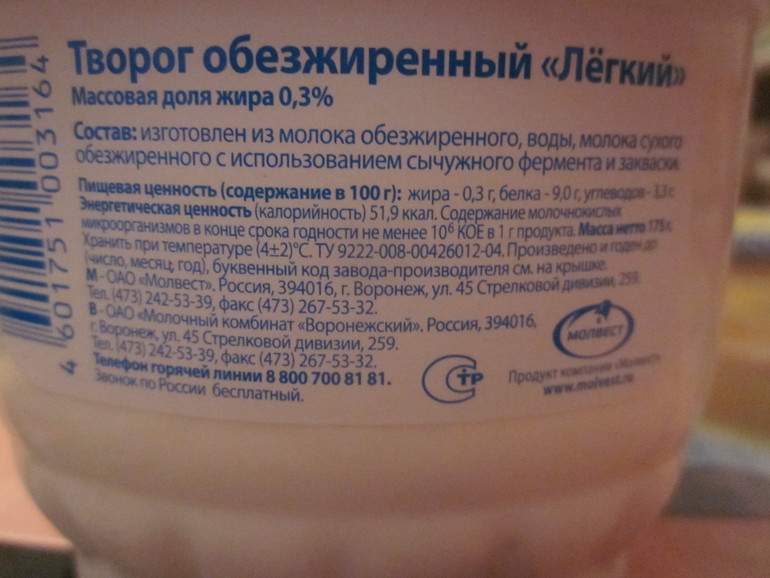 Творог обезжиренный «Лёгкий»
Массовая доля жира 0,3%
Состав: изготовлен из молока обезжиренного, воды, молока сухого
обезжиренного с использованием сычужного фермента и закваски
Пищевая ценность (содержание в 100 г): жира - 0,3 г, белка - 9,0 г, углеводов - 3,3 г.
Энергетическая ценность (калорийность) 51,9 ккал. Содержание молочнокислых
микроорганизмов в конце срока годности не менее 10⁶ КОЕ в 1 г продукта. Масса нетто 175 г.
Хранить при температуре (4±2)°С. ТУ 9222-008-00426012-04. Произведено и годен до
(число, месяц, год), буквенный код завода-производителя см. на крышке.
М - ОАО «Молвест». Россия, 394016, г. Воронеж, ул. 45 Стрелковой дивизии, 259.
Тел. (473) 242-53-39, факс (473) 267-53-32.
В - ОАО «Молочный комбинат «Воронежский». Россия, 394016,
г. Воронеж, ул. 45 Стрелковой дивизии, 259.
Тел. (473) 242-53-39, факс (473) 267-53-32.
Телефон горячей линии 8 800 700 81 81.
Звонок по России бесплатный.
МОЛВЕСТ
СТР
Продукт компании «Молвест»
www.molvest.ru
4 601751 003164